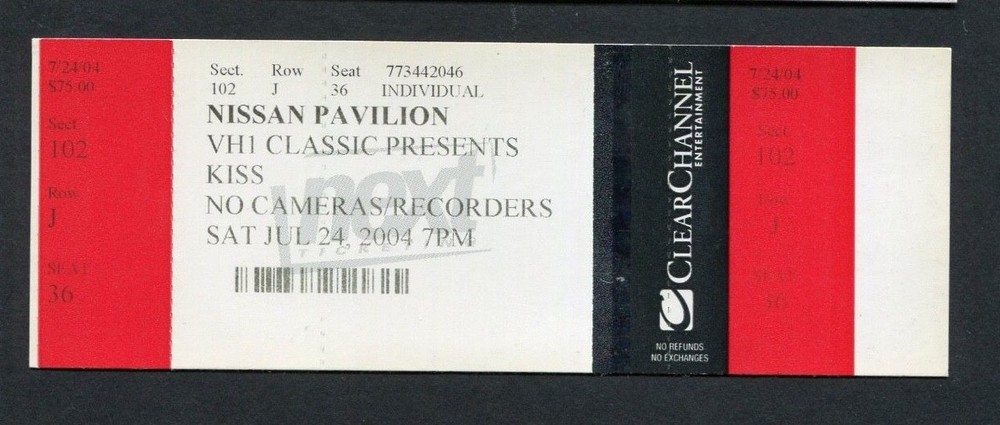 7/24/04
$75.00
Sect
102
Row
J
SEAT
36
Sect. Row Seat 773442046
102 J 36 INDIVIDUAL
NISSAN PAVILION
VH1 CLASSIC PRESENTS
KISS
NO CAMERAS/RECORDERS
SAT JUL 24, 2004 7PM
next
TICKETING
CLEARCHANNEL
ENTERTAINMENT
NO REFUNDS
NO EXCHANGES
7/24/04
$75.00
Sect
102
Row
J
SEAT
36